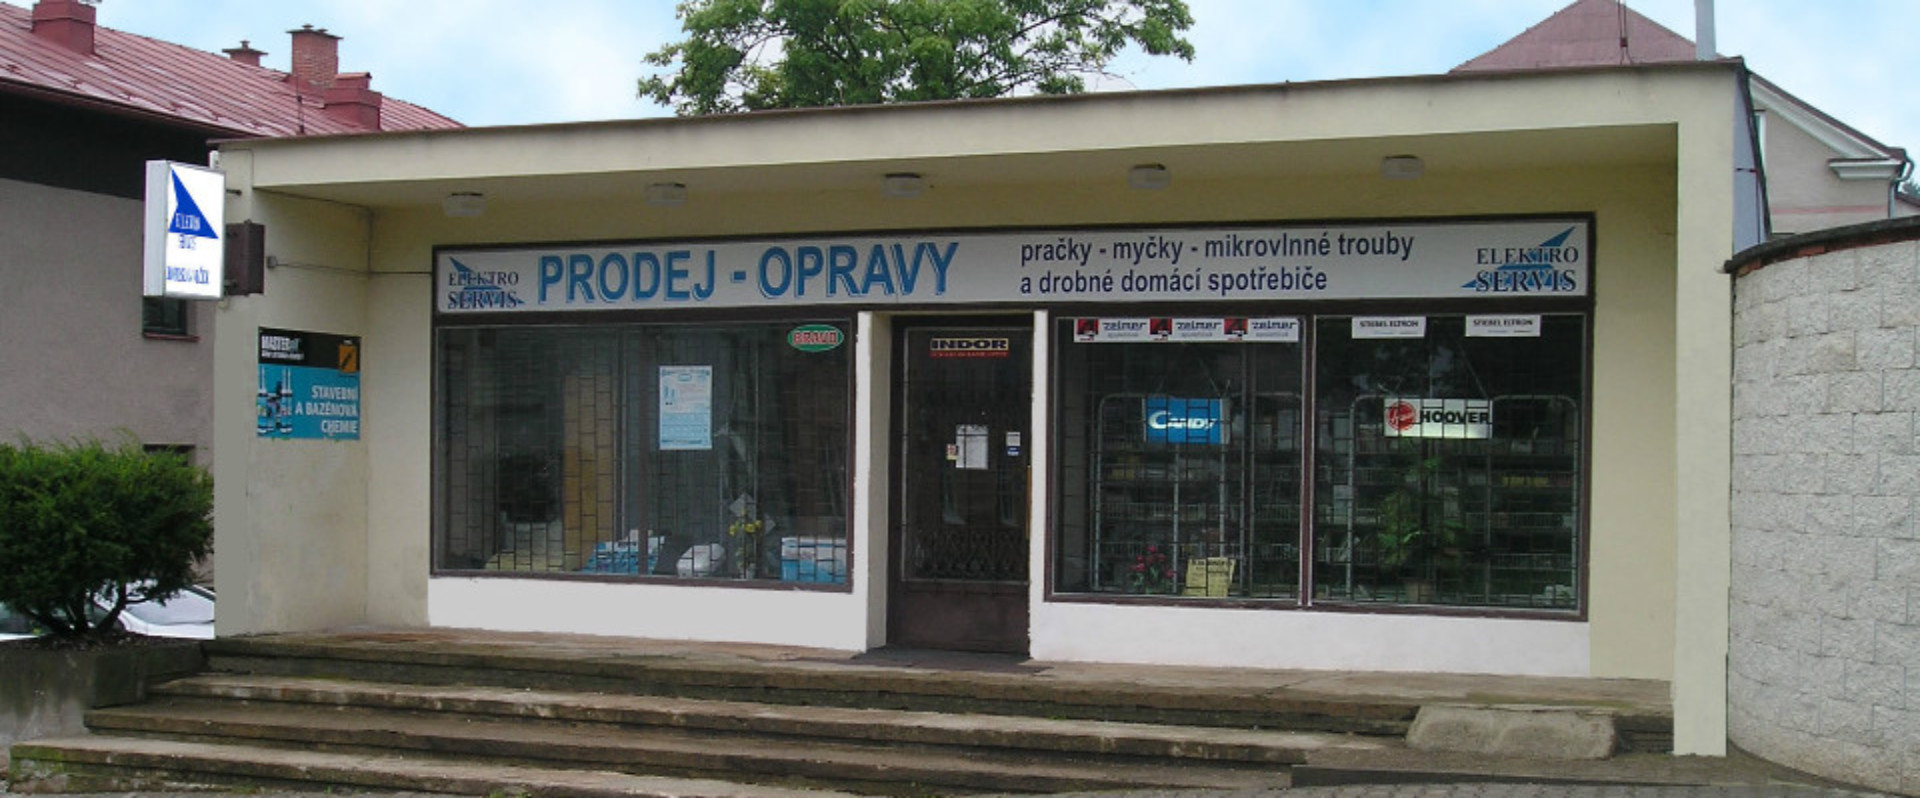 ELEKTRO
SERVIS
PRODEJ - OPRAVY
pračky - myčky - mikrovlnné trouby
a drobné domácí spotřebiče
ELEKTRO
SERVIS
MASTER
STAVEBNÍ
A BAZÉNOVÁ
CHEMIE
BRAVO
INDOR
zelmer
zelmer
zelmer
STIEBEL ELTRON
STIEBEL ELTRON
CANDY
HOOVER